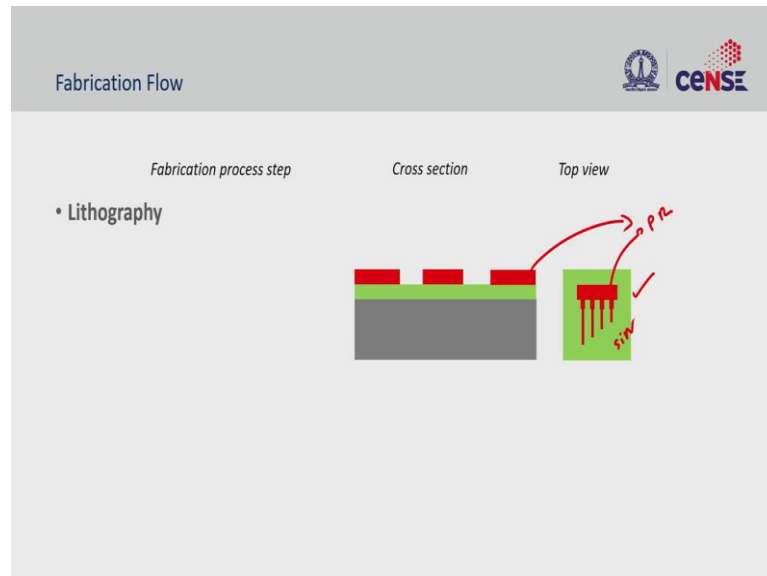 Fabrication Flow
CeNSE
Fabrication process step
Cross section
Top view
• Lithography
PR
SiN